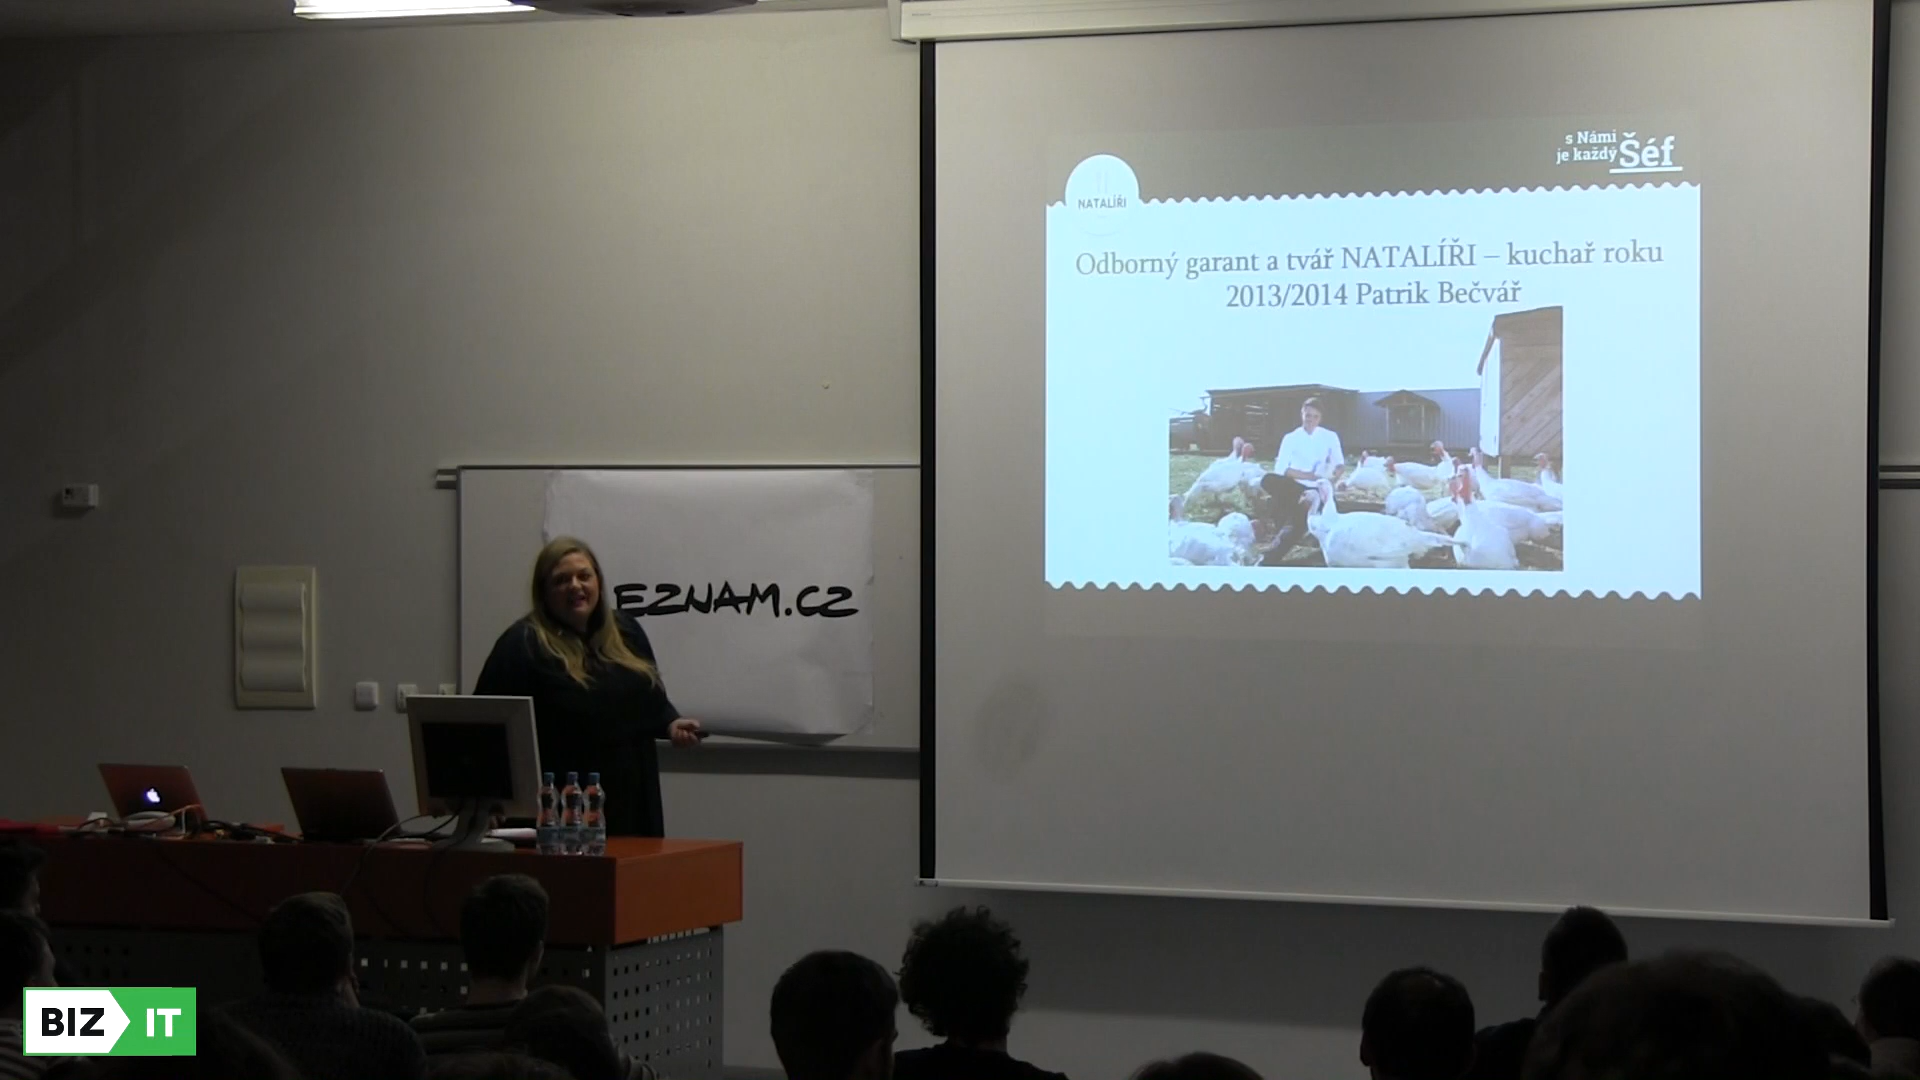 s Námi
je každý Šéf
NATALÍŘI
Odborný garant a tvář NATALÍŘI – kuchař roku
2013/2014 Patrik Bečvář
EZNAM.CZ
BIZ IT